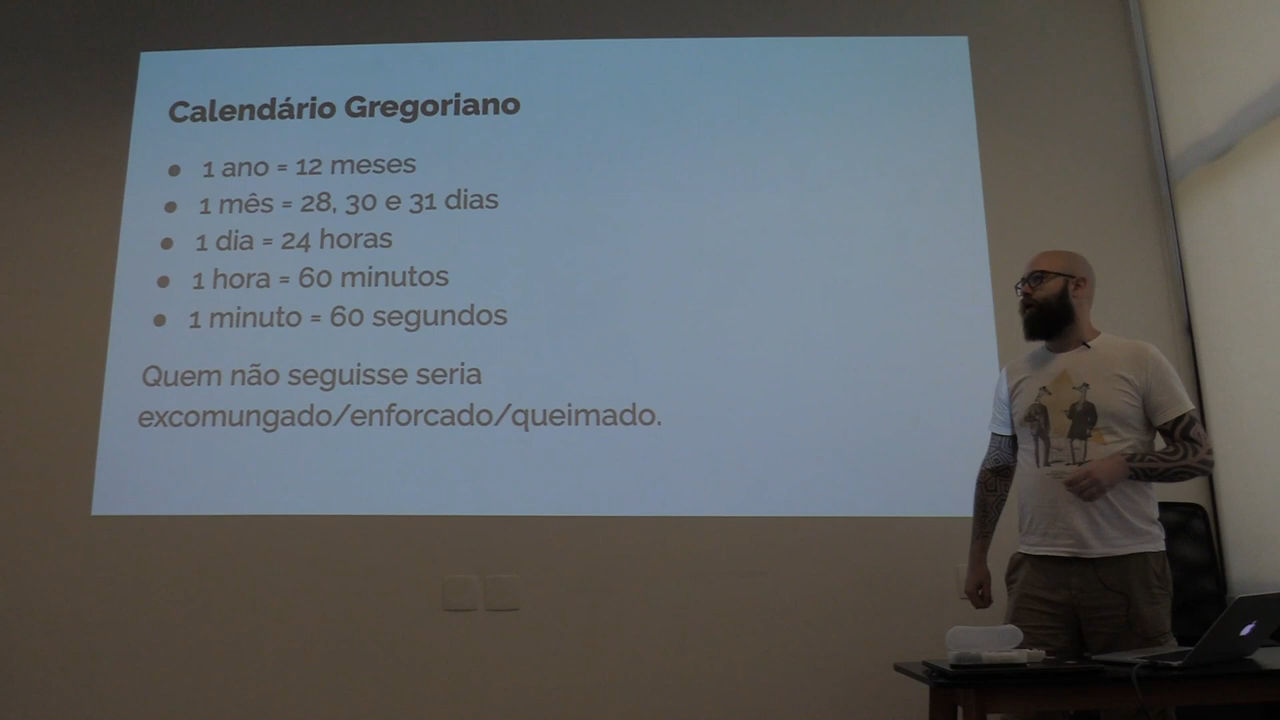 Calendário Gregoriano
● 1 ano = 12 meses
● 1 mês = 28, 30 e 31 dias
● 1 dia = 24 horas
● 1 hora = 60 minutos
● 1 minuto = 60 segundos
Quem não seguisse seria
excomungado/enforcado/queimado.